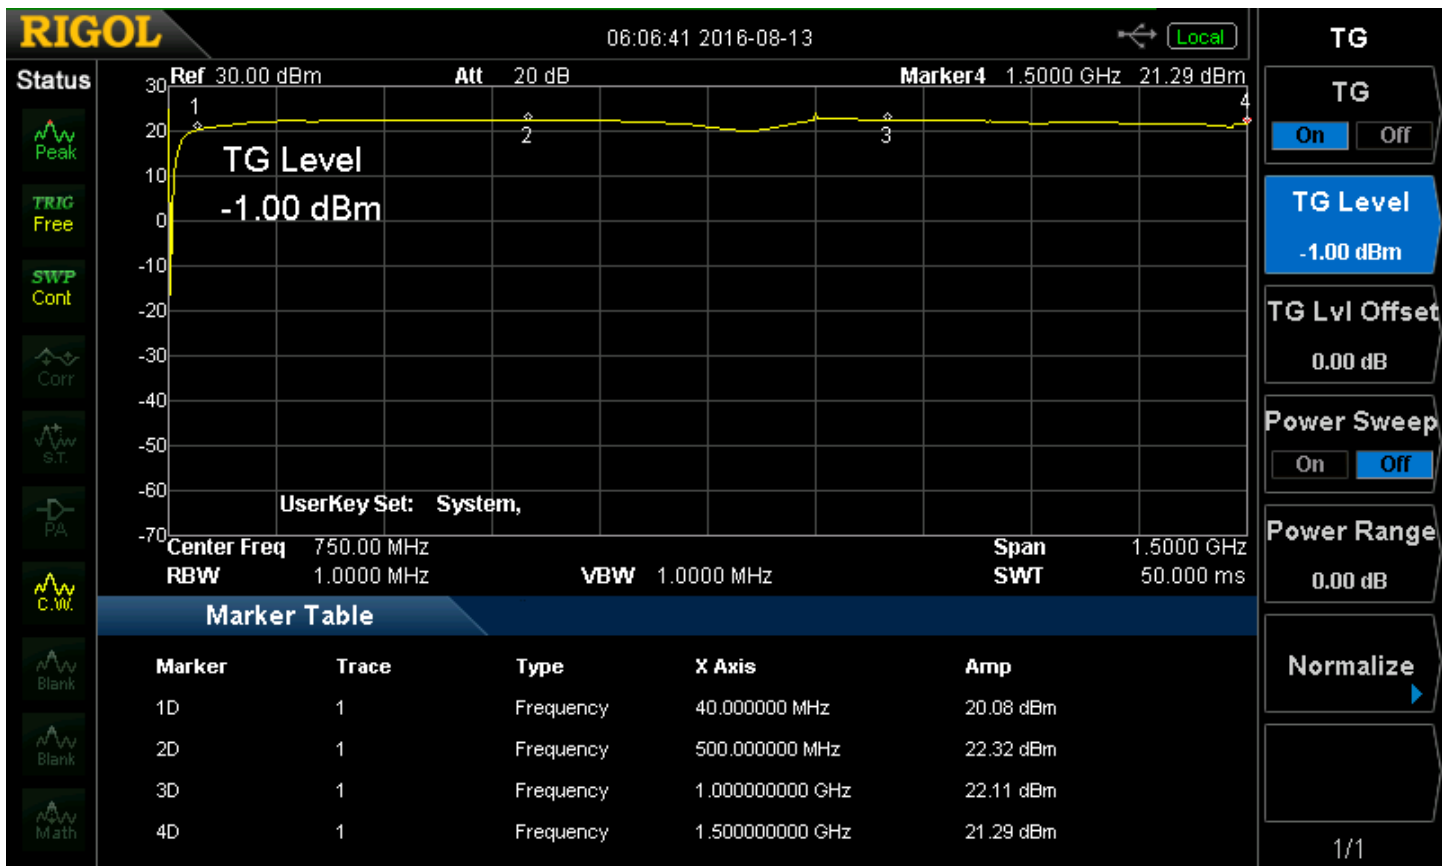 RIGOL
06:06:41 2016-08-13
Local
TG
Status
Ref 30.00 dBm Att 20 dB Marker4 1.5000 GHz 21.29 dBm
Peak
TRIG
Free
SWP
Cont
Corr
S.T.
PA
C.W.
Blank
Blank
Math
30
20
10
0
-10
-20
-30
-40
-50
-60
-70
1
2
3
4
TG Level
-1.00 dBm
UserKey Set: System,
Center Freq 750.00 MHz Span 1.5000 GHz
RBW 1.0000 MHz VBW 1.0000 MHz SWT 50.000 ms
Marker Table
Marker Trace Type X Axis Amp
1D 1 Frequency 40.000000 MHz 20.08 dBm
2D 1 Frequency 500.000000 MHz 22.32 dBm
3D 1 Frequency 1.000000000 GHz 22.11 dBm
4D 1 Frequency 1.500000000 GHz 21.29 dBm
TG
On Off
TG Level
-1.00 dBm
TG Lvl Offset
0.00 dB
Power Sweep
On Off
Power Range
0.00 dB
Normalize
1/1